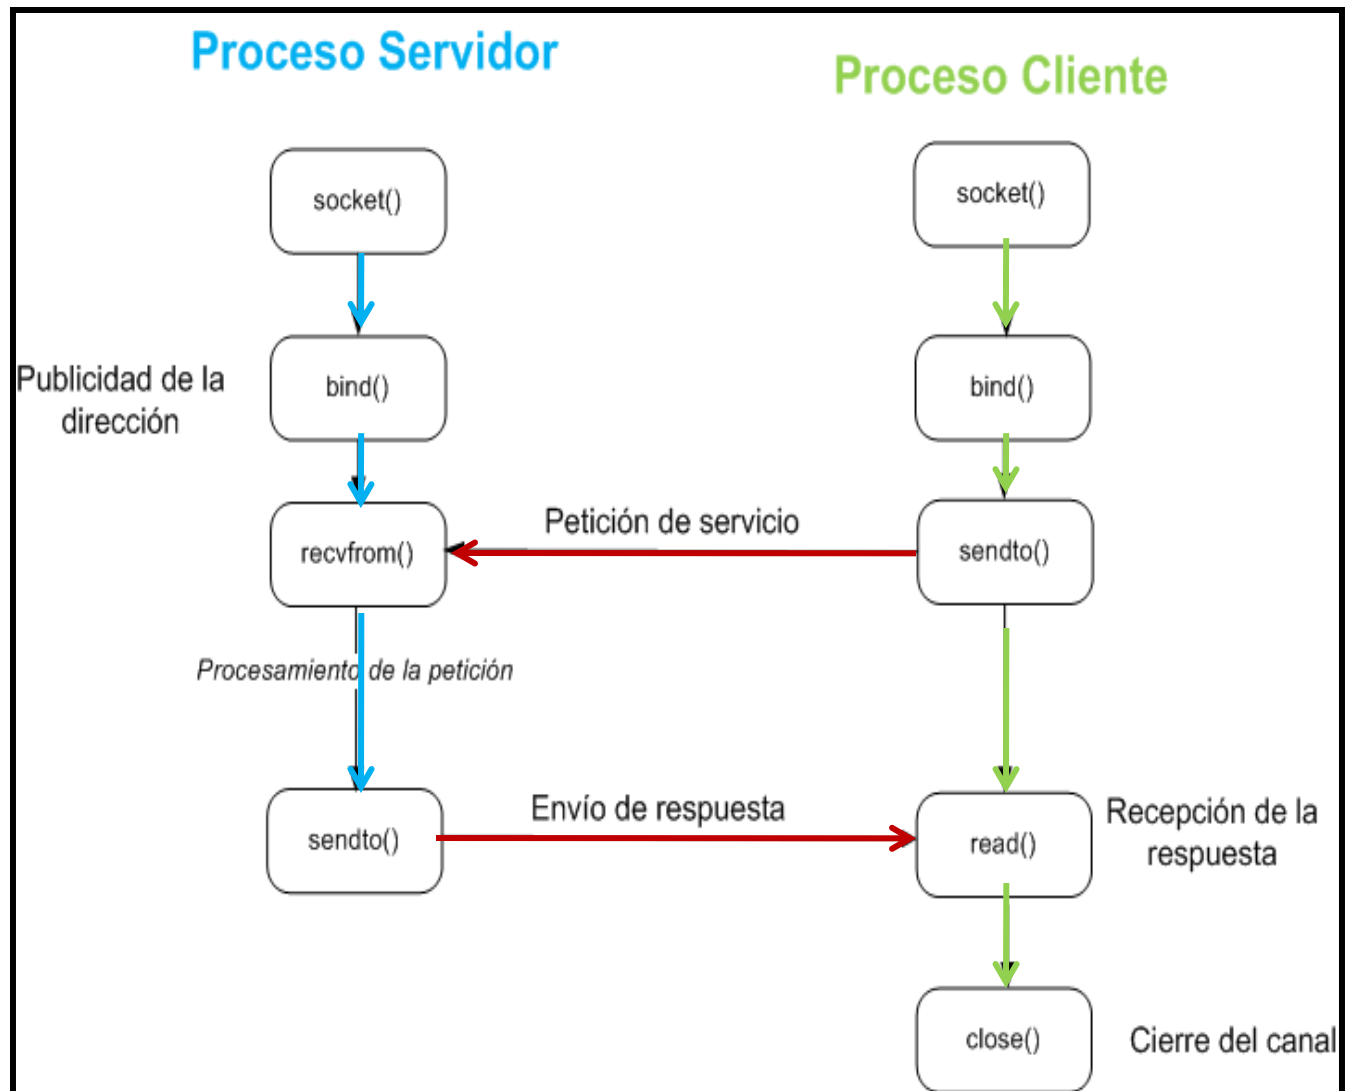 Proceso Servidor
Proceso Cliente
socket()
socket()
Publicidad de la
dirección
bind()
bind()
Petición de servicio
recvfrom()
sendto()
Procesamiento de la petición
Envío de respuesta
sendto()
read()
Recepción de la
respuesta
close()
Cierre del canal